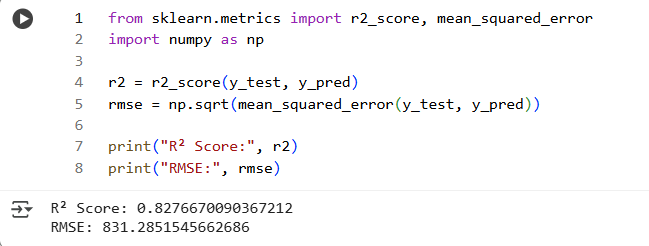 1 from sklearn.metrics import r2_score, mean_squared_error
2 import numpy as np
3
4 r2 = r2_score(y_test, y_pred)
5 rmse = np.sqrt(mean_squared_error(y_test, y_pred))
6
7 print("R² Score:", r2)
8 print("RMSE:", rmse)
R² Score: 0.8276670090367212
RMSE: 831.2851545662686